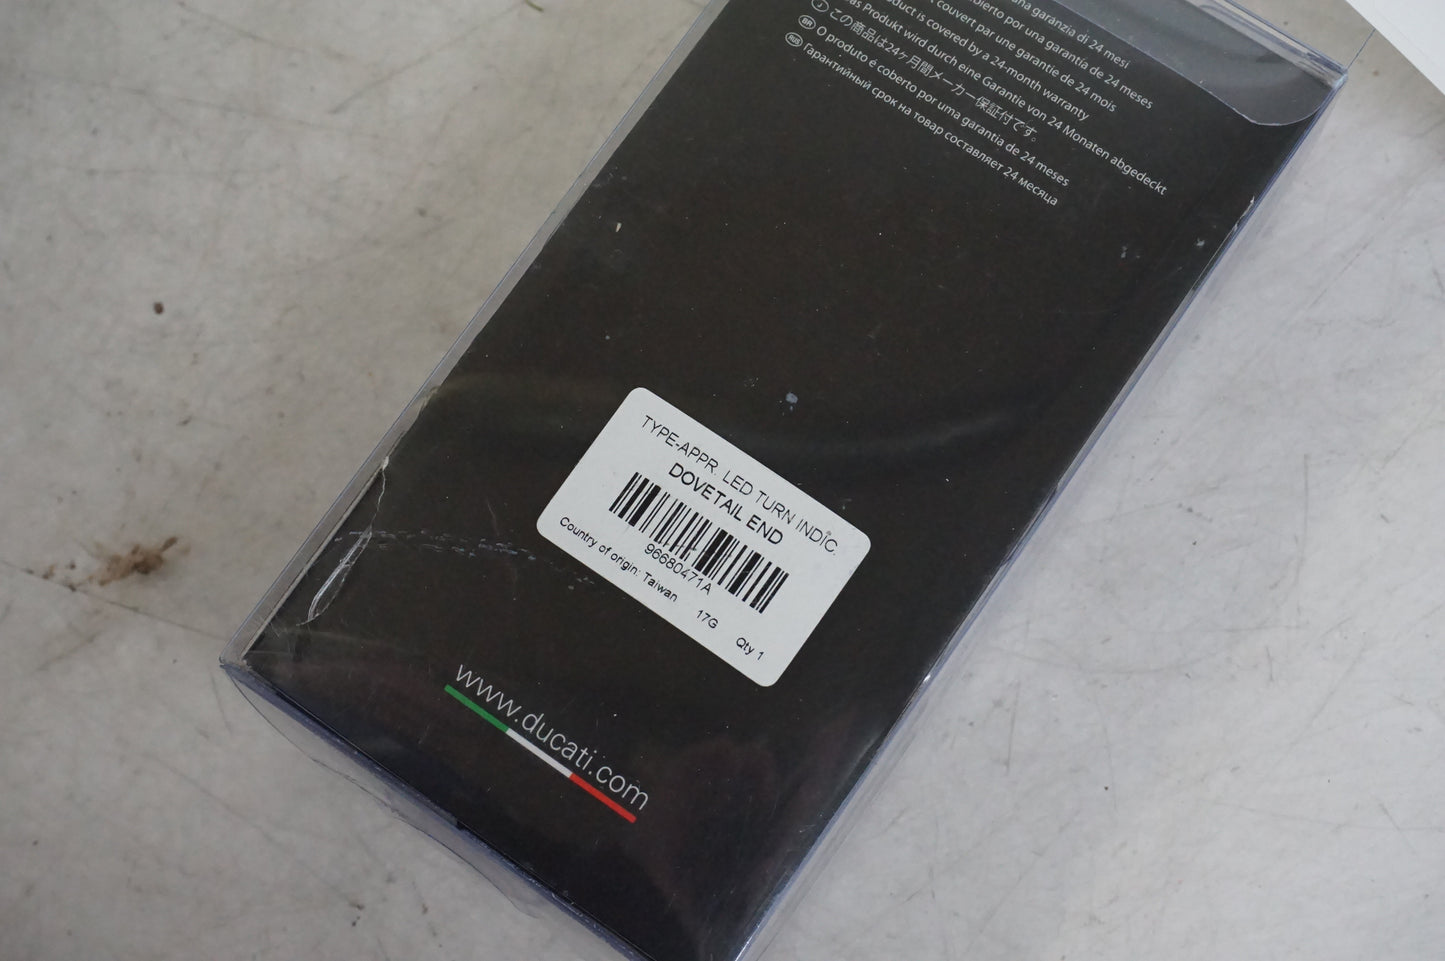 una garanzia di 24 mesi
cubierto por una garantía de 24 meses
couvert par une garantie de 24 mois
product is covered by a 24-month warranty
Das Produkt wird durch eine Garantie von 24 Monaten abgedeckt
J この商品は24ヶ月間メーカー保証付です。
BR O produto é coberto por uma garantia de 24 meses
RUS Гарантийный срок на товар составляет 24 месяца
TYPE-APPR. LED TURN INDIC.
DOVETAIL END
96680471A
Country of origin: Taiwan 17G Qty 1
www.ducati.com